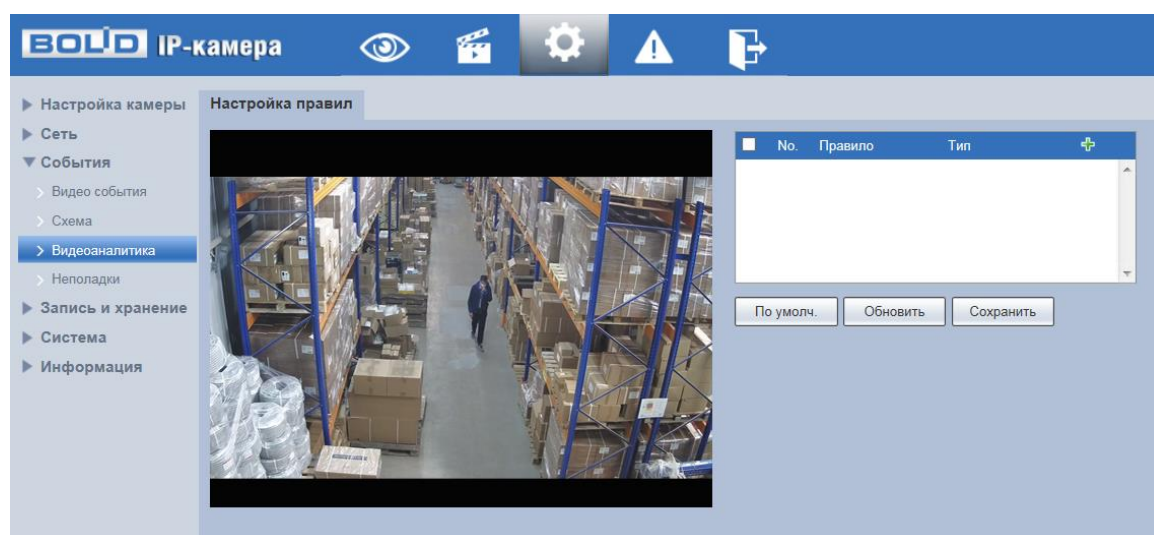 BOLID IP-камера
Настройка камеры
Сеть
События
Видео события
Схема
Видеоаналитика
Неполадки
Запись и хранение
Система
Информация
Настройка правил
No. Правило Тип
По умолч. Обновить Сохранить